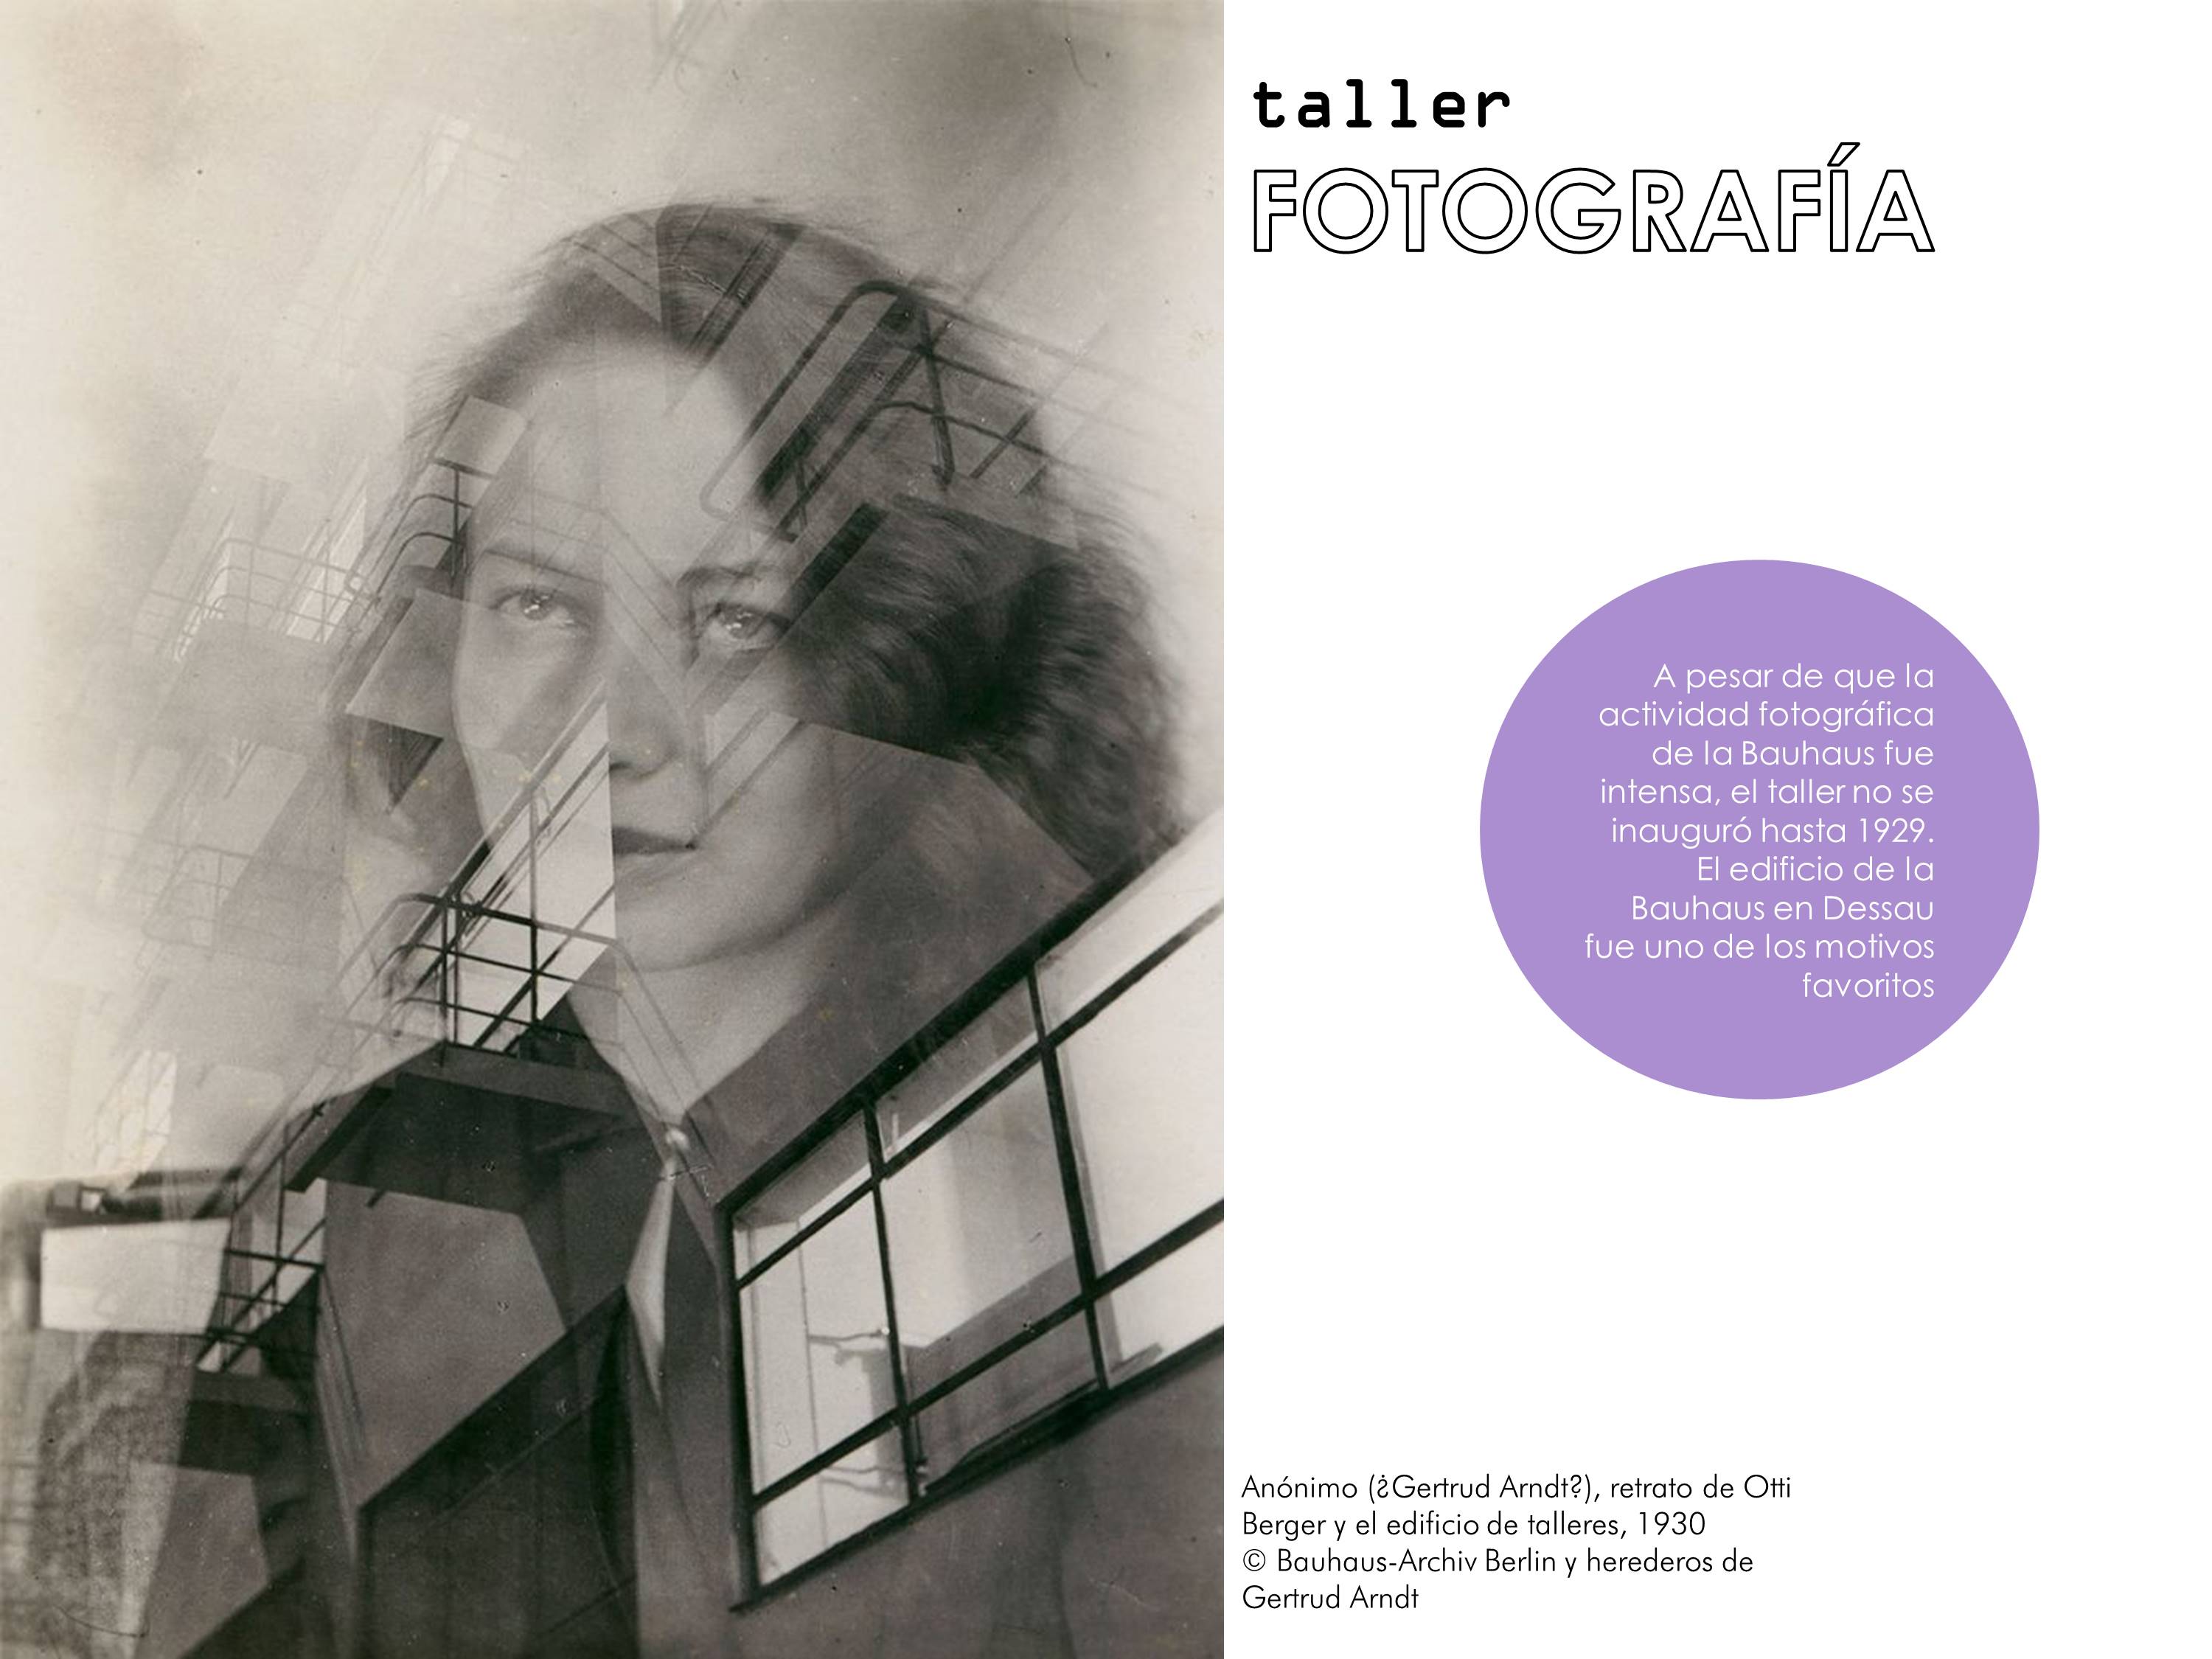 taller
FOTOGRAFÍA
A pesar de que la
actividad fotográfica
de la Bauhaus fue
intensa, el taller no se
inauguró hasta 1929.
El edificio de la
Bauhaus en Dessau
fue uno de los motivos
favoritos
Anónimo (¿Gertrud Arndt?), retrato de Otti
Berger y el edificio de talleres, 1930
© Bauhaus-Archiv Berlin y herederos de
Gertrud Arndt